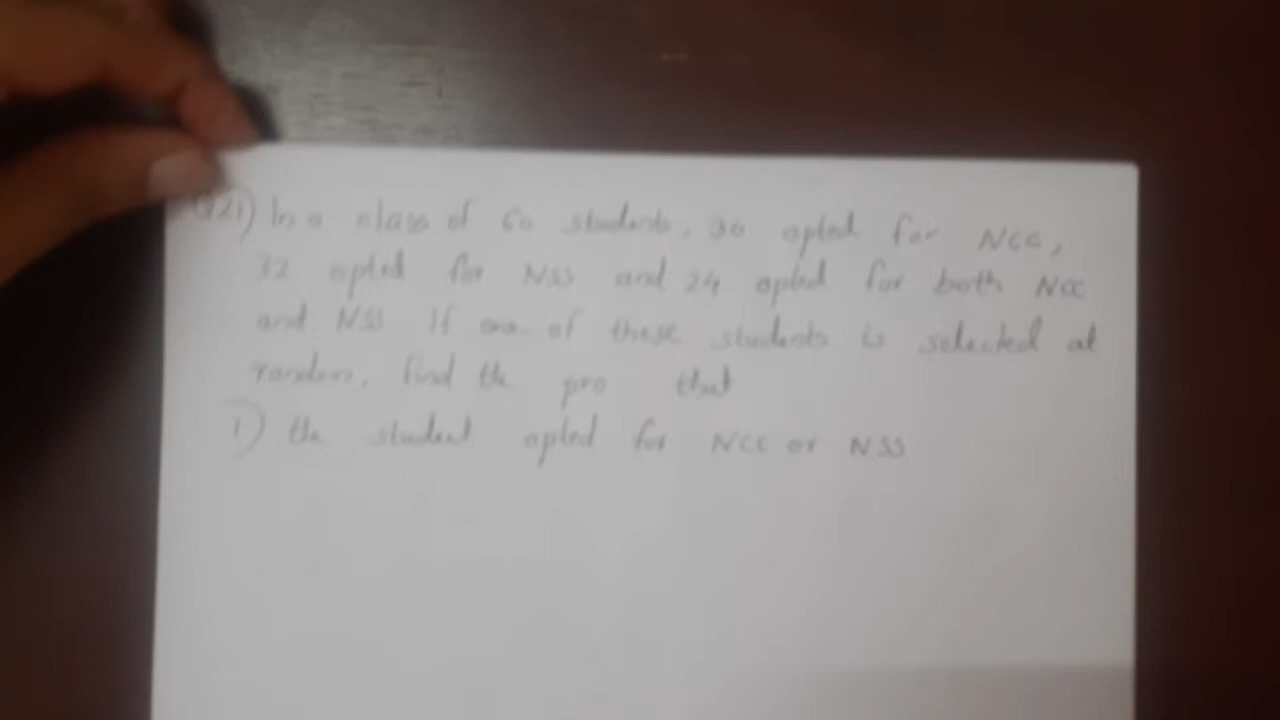 Q21) In a class of 60 students, 30 opted for NCC,
32 opted for NSS and 24 opted for both NCC
and NSS If one of these students is selected at
random, find the pro that
i) the student opted for NCC or NSS